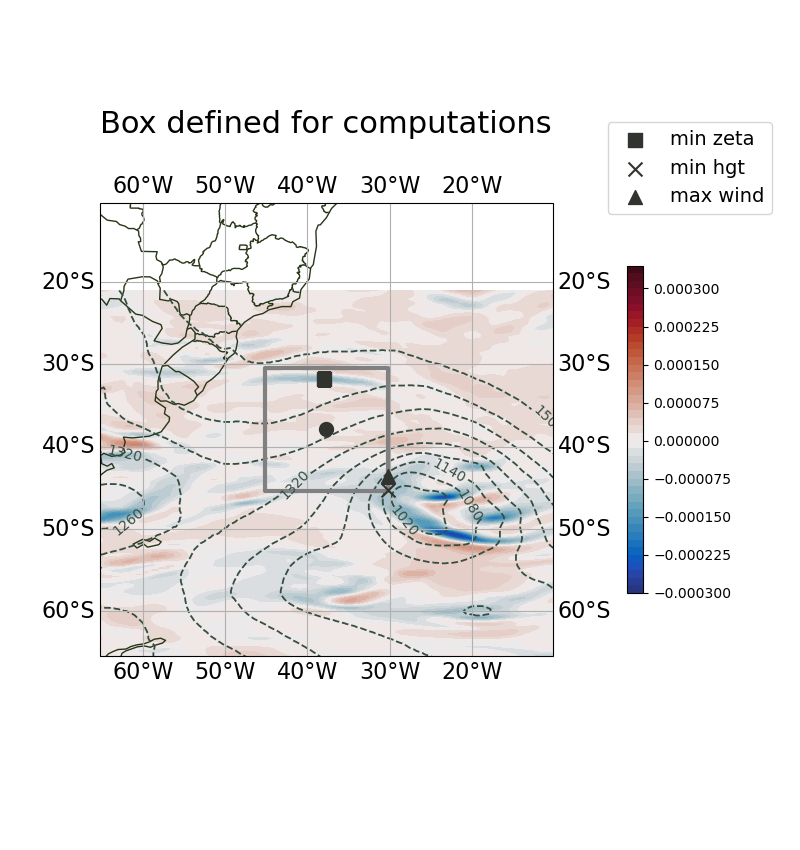 Box defined for computations
min zeta
min hgt
max wind
60°W 50°W 40°W 30°W 20°W
20°S 20°S
30°S 30°S
40°S 40°S
50°S 50°S
60°S 60°S
60°W 50°W 40°W 30°W 20°W
1320
1260
1320
1140
1080
1020
0.000300
0.000225
0.000150
0.000075
0.000000
−0.000075
−0.000150
−0.000225
−0.000300